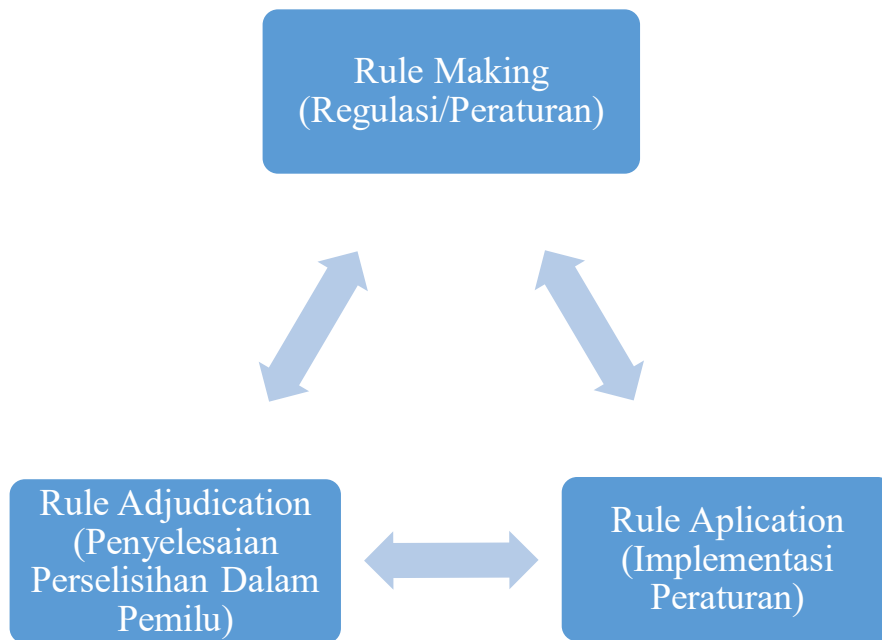 Rule Making
(Regulasi/Peraturan)
Rule Adjudication
(Penyelesaian
Perselisihan Dalam
Pemilu)
Rule Aplication
(Implementasi
Peraturan)